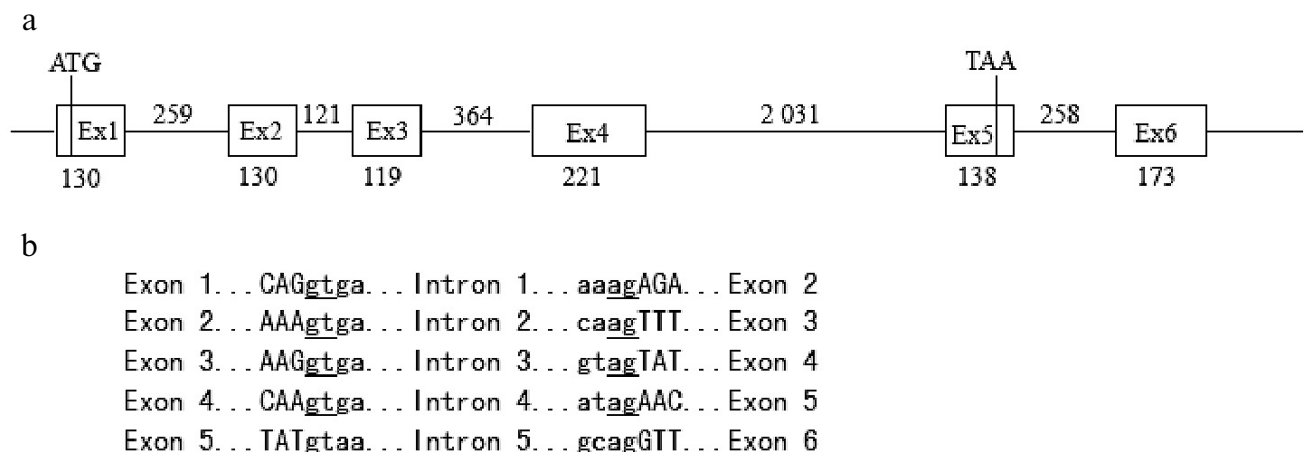 a
ATG TAA
259 121 364 2 031 258
Ex1 Ex2 Ex3 Ex4 Ex5 Ex6
130 130 119 221 138 173
b
Exon 1...CAGgtga...Intron 1...aaagAGA...Exon 2
Exon 2...AAAgtga...Intron 2...caagTTT...Exon 3
Exon 3...AAGgtga...Intron 3...gtagTAT...Exon 4
Exon 4...CAAgtga...Intron 4...atagAAC...Exon 5
Exon 5...TATgtaa...Intron 5...gcagGTT...Exon 6